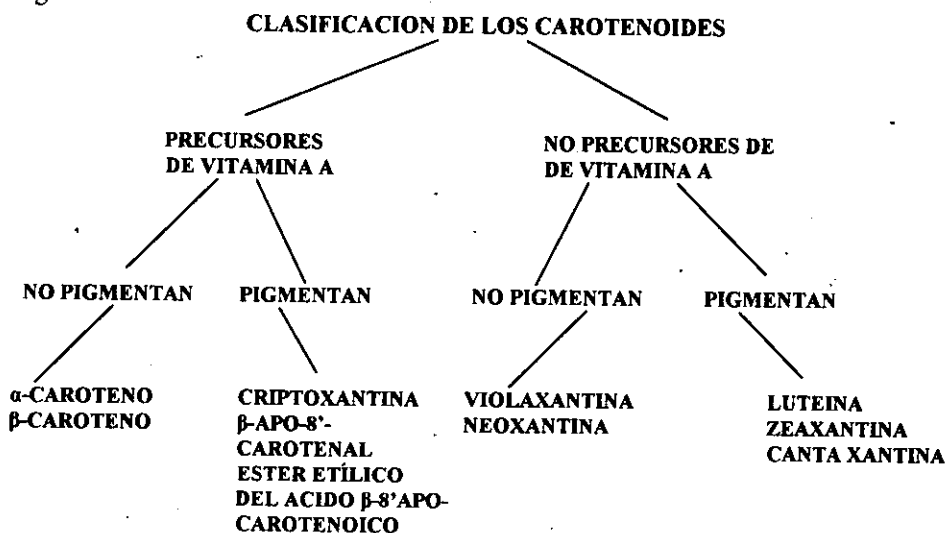 CLASIFICACION DE LOS CAROTENOIDES
PRECURSORES
DE VITAMINA A
NO PRECURSORES DE
DE VITAMINA A
NO PIGMENTAN
PIGMENTAN
NO PIGMENTAN
PIGMENTAN
α-CAROTENO
β-CAROTENO
CRIPTOXANTINA
β-APO-8'-
CAROTENAL
ESTER ETÍLICO
DEL ACIDO β-8'APO-
CAROTENOICO
VIOLAXANTINA
NEOXANTINA
LUTEINA
ZEAXANTINA
CANTA XANTINA